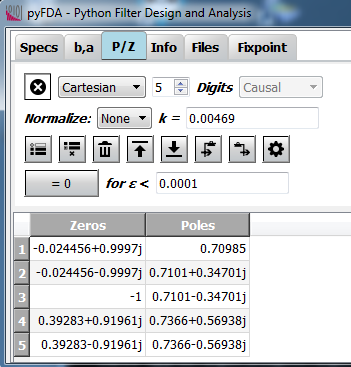 pyFDA - Python Filter Design and Analysis
Specs b,a P/Z Info Files Fixpoint
Cartesian 5 Digits Causal
Normalize: None k = 0.00469
= 0 for ε < 0.0001
Zeros Poles
1 -0.024456+0.9997j 0.70985
2 -0.024456-0.9997j 0.7101+0.34701j
3 -1 0.7101-0.34701j
4 0.39283+0.91961j 0.7366+0.56938j
5 0.39283-0.91961j 0.7366-0.56938j